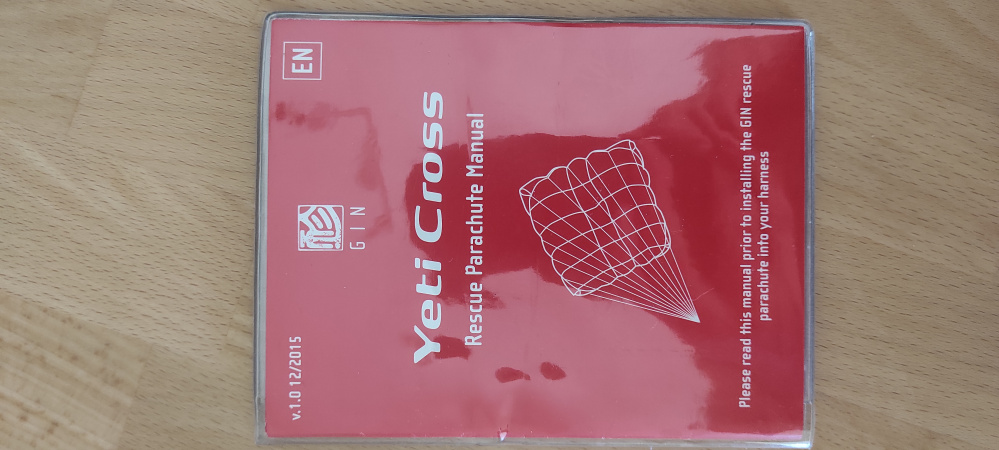 v.1.0 12/2015
EN
GIN
Yeti Cross
Rescue Parachute Manual
Please read this manual prior to installing the GIN rescue
parachute into your harness